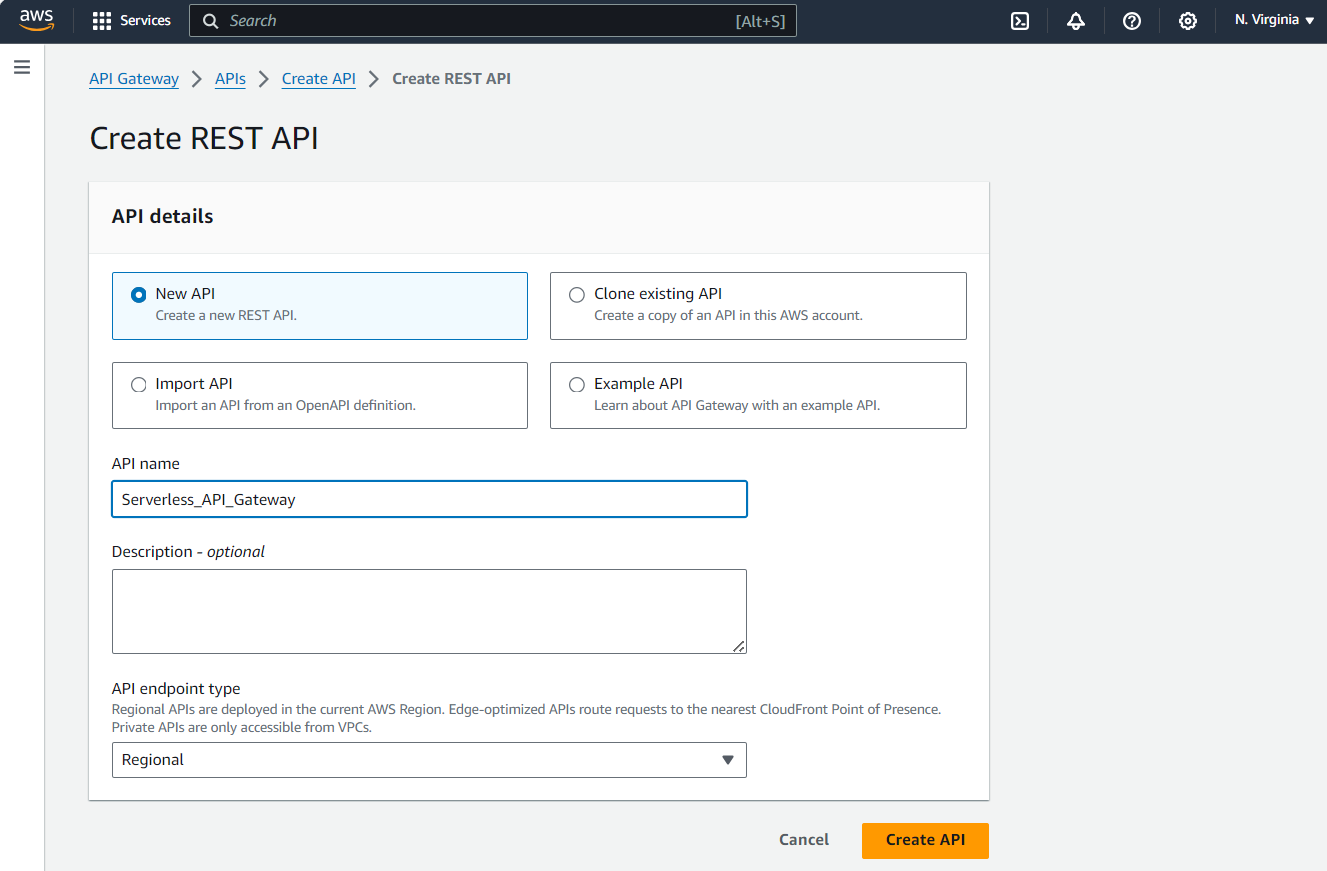 aws Services Search [Alt+S] N. Virginia
API Gateway APIs Create API Create REST API
Create REST API
API details
New API
Create a new REST API.
Clone existing API
Create a copy of an API in this AWS account.
Import API
Import an API from an OpenAPI definition.
Example API
Learn about API Gateway with an example API.
API name
Serverless_API_Gateway
Description - optional
API endpoint type
Regional APIs are deployed in the current AWS Region. Edge-optimized APIs route requests to the nearest CloudFront Point of Presence.
Private APIs are only accessible from VPCs.
Regional
Cancel Create API